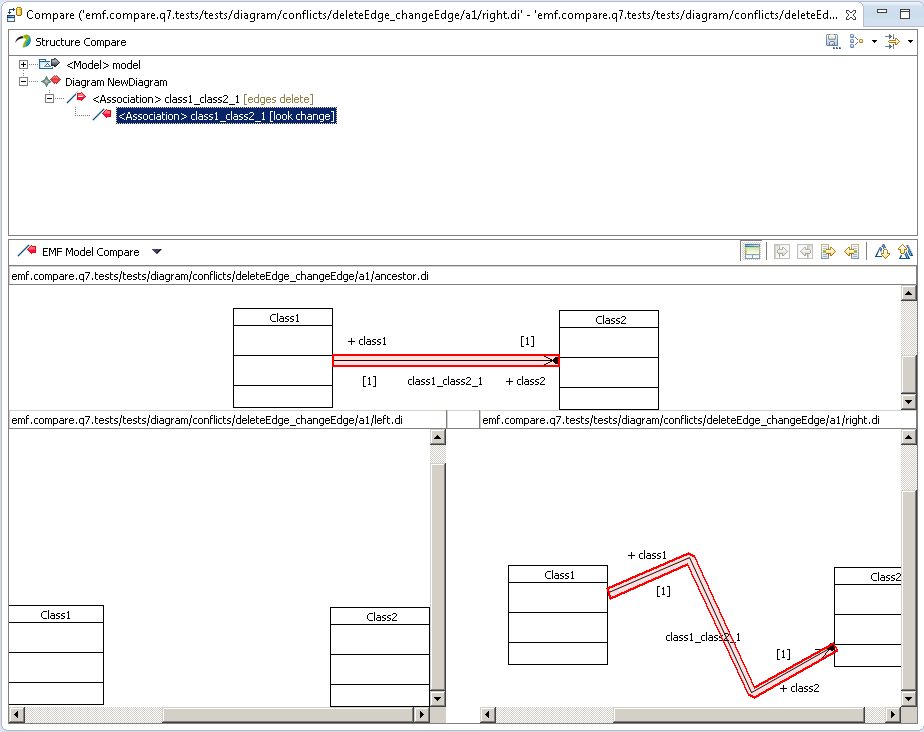 Compare ('emf.compare.q7.tests/tests/diagram/conflicts/deleteEdge_changeEdge/a1/right.di' - 'emf.compare.q7.tests/tests/diagram/conflicts/deleteEd...
Structure Compare
<Model> model
Diagram NewDiagram
<Association> class1_class2_1 [edges delete]
<Association> class1_class2_1 [look change]
EMF Model Compare
emf.compare.q7.tests/tests/diagram/conflicts/deleteEdge_changeEdge/a1/ancestor.di
Class1
Class2
+ class1
[1]
[1]
class1_class2_1
+ class2
emf.compare.q7.tests/tests/diagram/conflicts/deleteEdge_changeEdge/a1/left.di
emf.compare.q7.tests/tests/diagram/conflicts/deleteEdge_changeEdge/a1/right.di
Class1
Class2
+ class1
Class1
Class2
[1]
class1_class2_1
[1]
+ class2